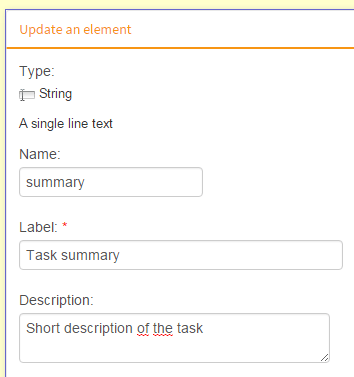 Update an element
Type:
String
A single line text
Name:
summary
Label: *
Task summary
Description:
Short description of the task